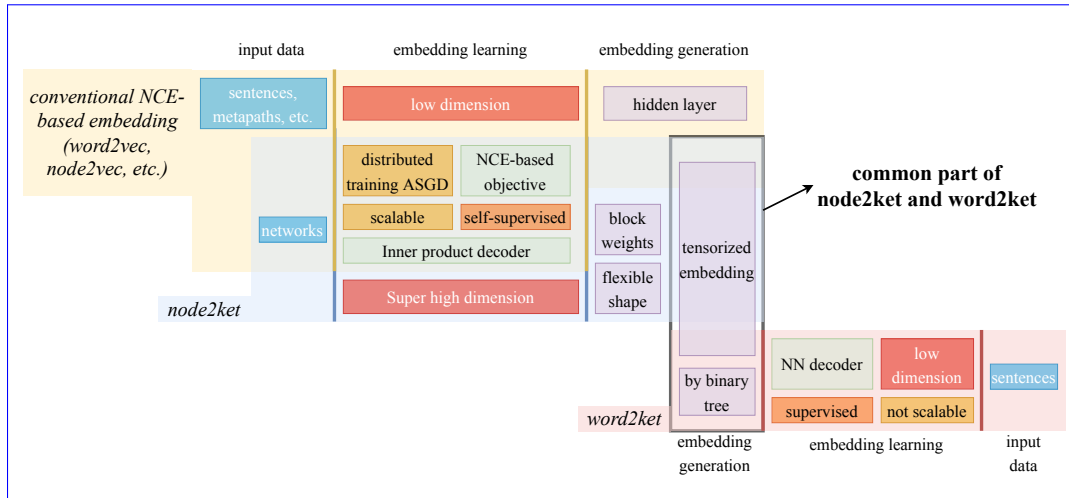 input data
embedding learning
embedding generation
conventional NCE-
based embedding
(word2vec,
node2vec, etc.)
sentences,
metapaths, etc.
low dimension
hidden layer
distributed
training ASGD
NCE-based
objective
scalable
self-supervised
Inner product decoder
networks
block
weights
flexible
shape
tensorized
embedding
common part of
node2ket and word2ket
node2ket
Super high dimension
word2ket
by binary
tree
NN decoder
low
dimension
supervised
not scalable
sentences
embedding
generation
embedding learning
input
data